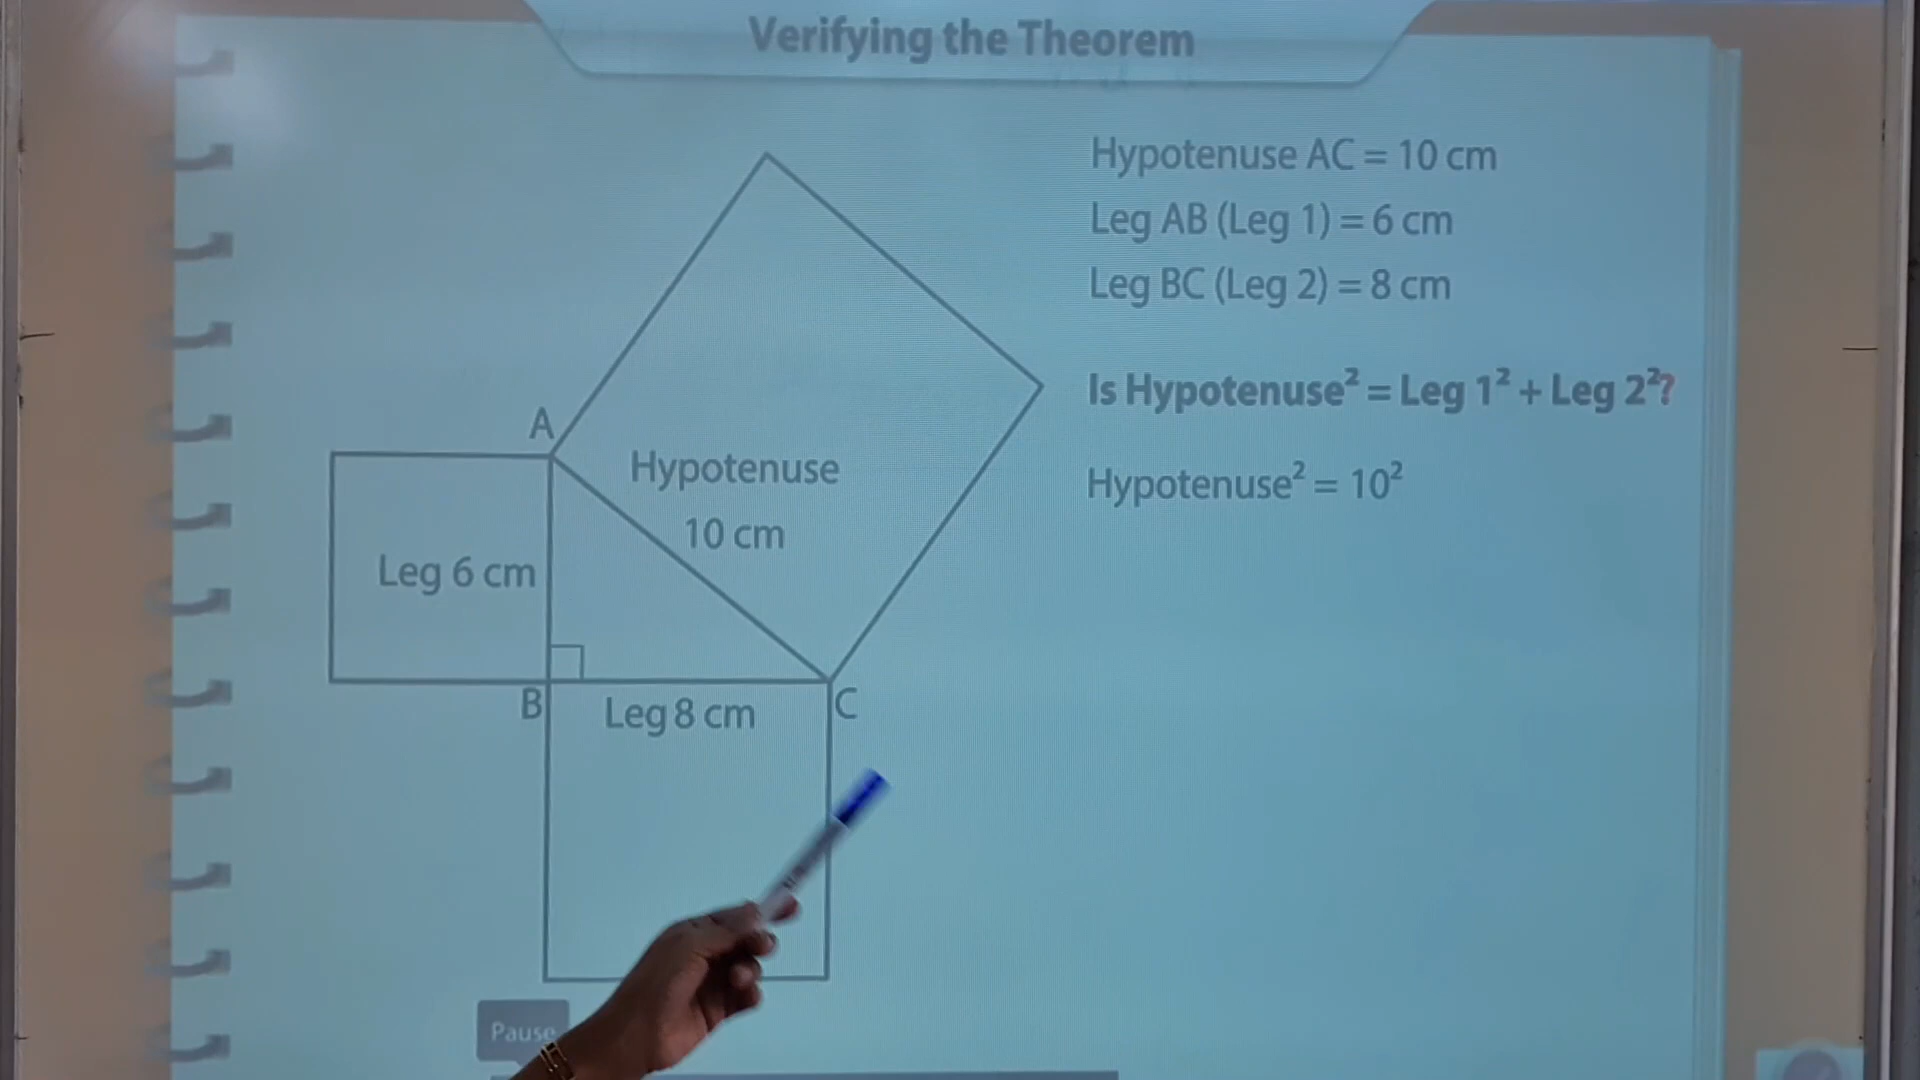 Verifying the Theorem
Hypotenuse AC = 10 cm
Leg AB (Leg 1) = 6 cm
Leg BC (Leg 2) = 8 cm
Is Hypotenuse² = Leg 1² + Leg 2²?
Hypotenuse² = 10²
A
Hypotenuse
10 cm
Leg 6 cm
B
Leg 8 cm
C
Pause